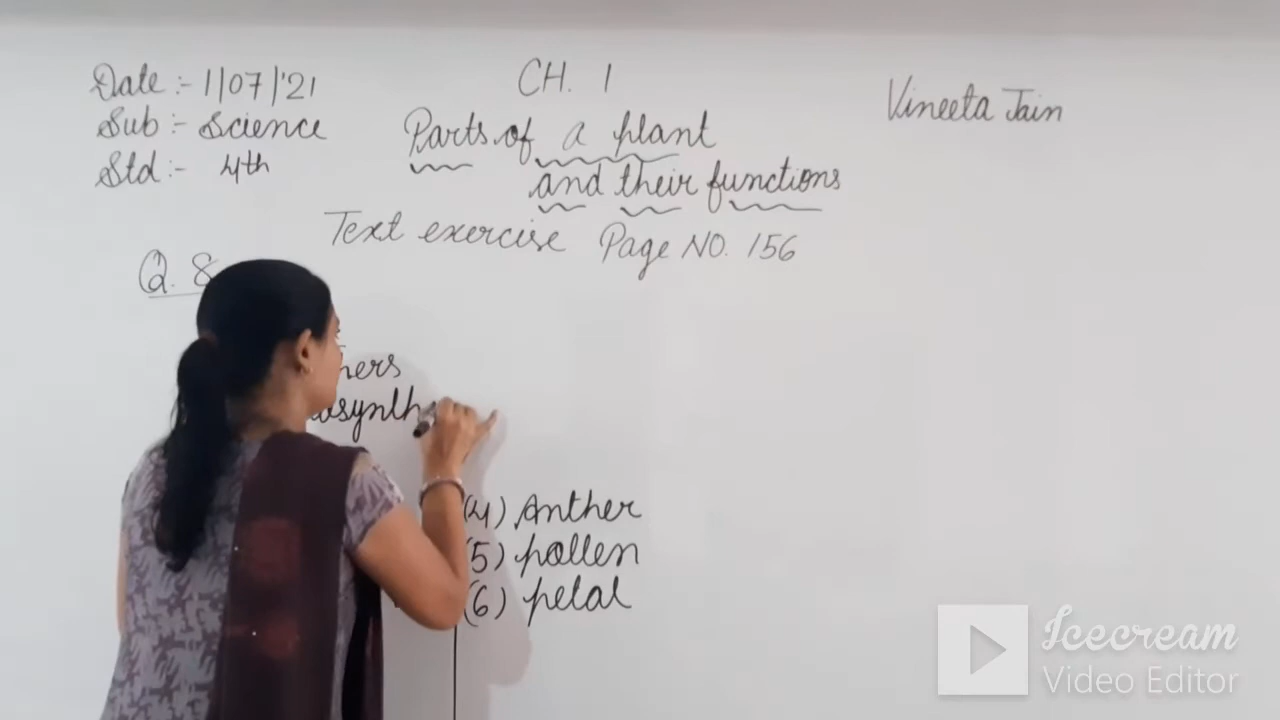 Date :- 1/07/'21
Sub :- Science
Std :- 4th
CH. 1
Parts of a plant
and their functions
Vineeta Jain
Text exercise Page NO. 156
Q. 8
(4) Anther
(5) pollen
(6) petal
Icecream
Video Editor